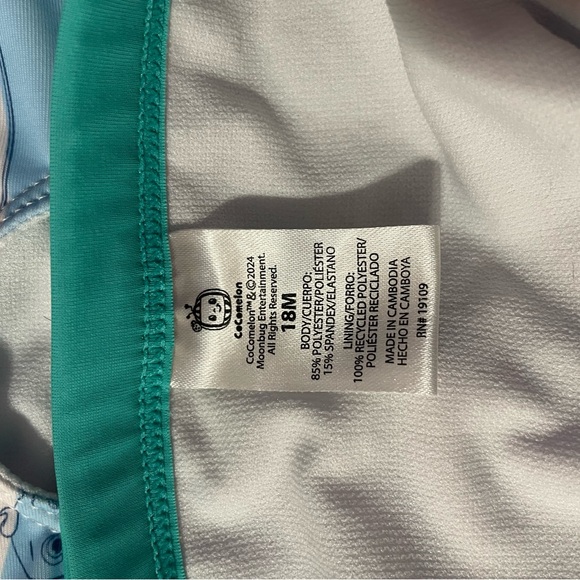 CoComelon
CoComelon™ & ©2024
Moonbug Entertainment.
All Rights Reserved.
18M
BODY/CUERPO:
85% POLYESTER/POLIÉSTER
15% SPANDEX/ELASTANO
LINING/FORRO:
100% RECYCLED POLYESTER/
POLIÉSTER RECICLADO
MADE IN CAMBODIA
HECHO EN CAMBOYA
RN# 19109